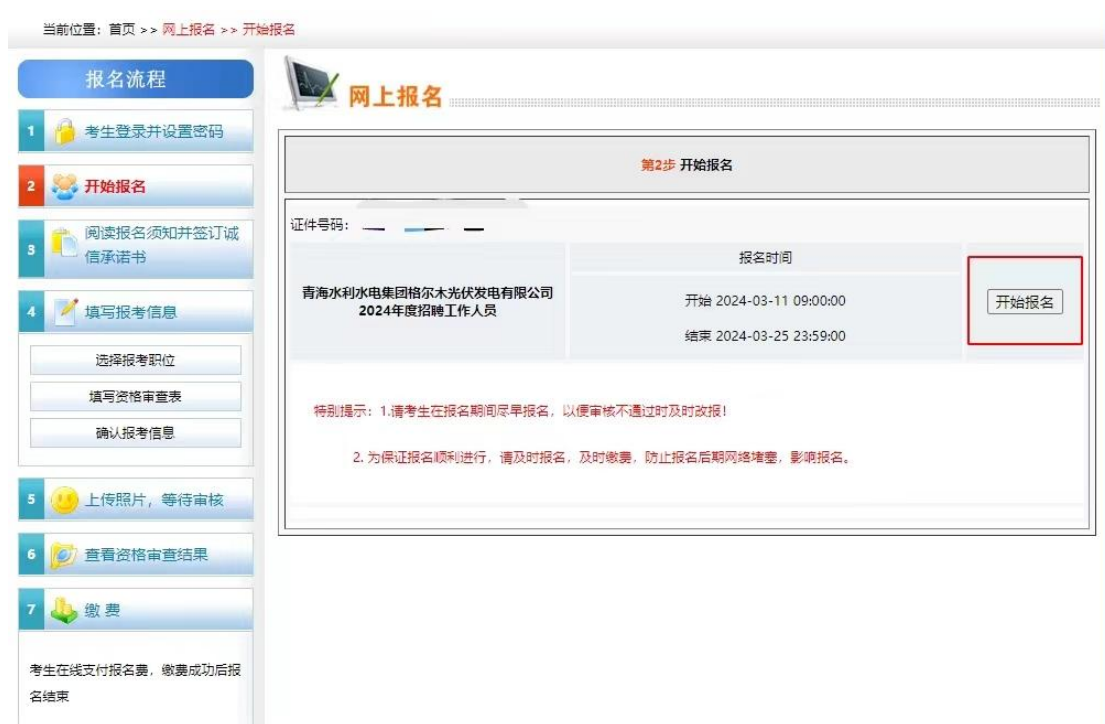 当前位置：首页 >> 网上报名 >> 开始报名
报名流程
1 考生登录并设置密码
2 开始报名
3 阅读报名须知并签订诚
信承诺书
4 填写报考信息
选择报考职位
填写资格审查表
确认报考信息
5 上传照片，等待审核
6 查看资格审查结果
7 缴 费
考生在线支付报名费，缴费成功后报
名结束
网上报名
第2步 开始报名
证件号码：
青海水利水电集团格尔木光伏发电有限公司
2024年度招聘工作人员
报名时间
开始 2024-03-11 09:00:00
结束 2024-03-25 23:59:00
开始报名
特别提示：1.请考生在报名期间尽早报名，以便审核不通过时及时改报！
2. 为保证报名顺利进行，请及时报名，及时缴费，防止报名后期网络堵塞，影响报名。